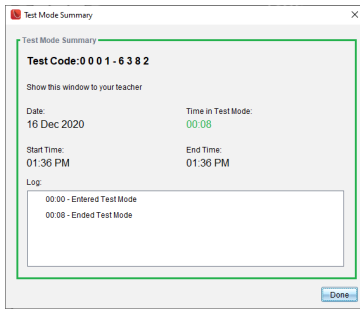 Test Mode Summary
Test Mode Summary
Test Code:0 0 0 1 - 6 3 8 2
Show this window to your teacher
Date: Time in Test Mode:
16 Dec 2020 00:08
Start Time: End Time:
01:36 PM 01:36 PM
Log:
00:00 - Entered Test Mode
00:08 - Ended Test Mode
Done